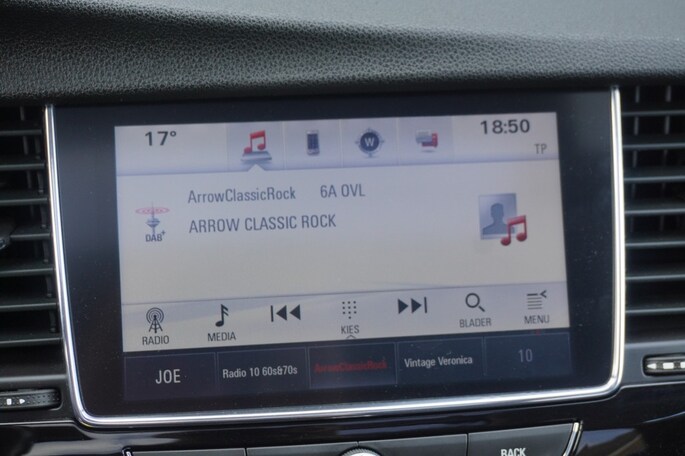 17°
W
18:50
TP
ArrowClassicRock 6A OVL
DAB+
ARROW CLASSIC ROCK
RADIO
MEDIA
KIES
BLADER
MENU
JOE
Radio 10 60s&70s
ArrowClassicRock
Vintage Veronica
10
BACK